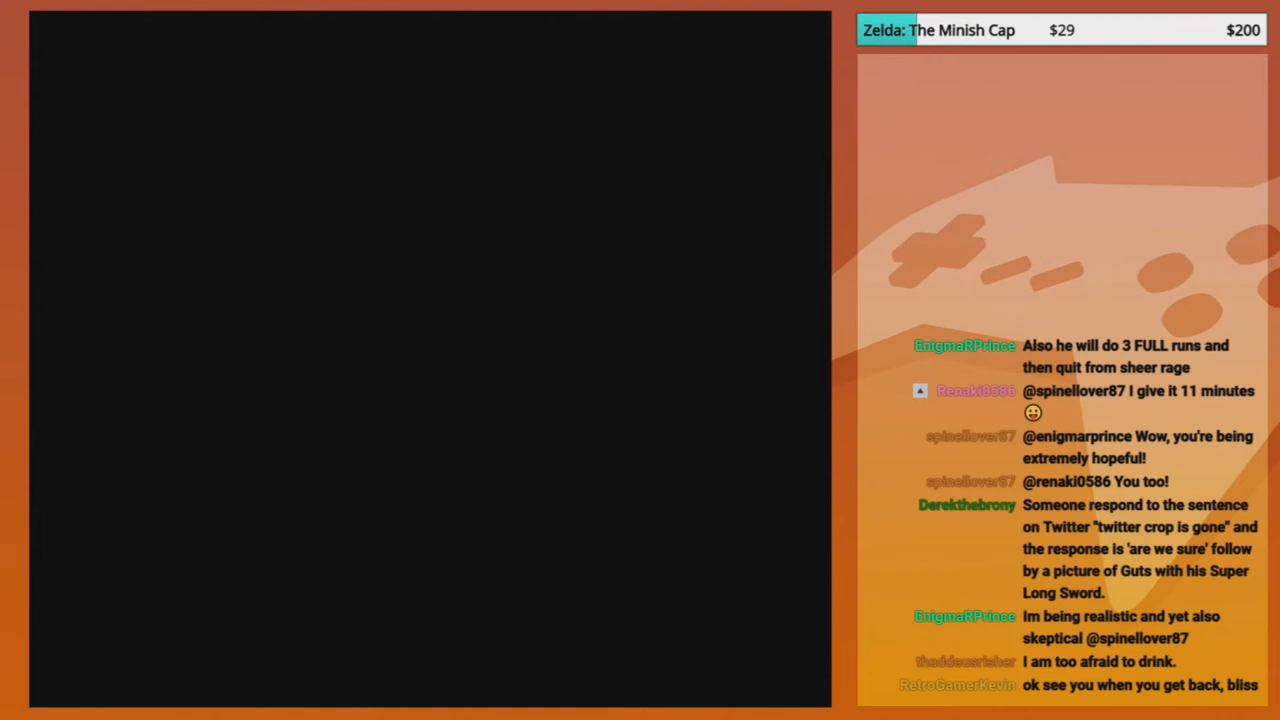 Zelda: The Minish Cap $29 $200
EnigmaRPrince Also he will do 3 FULL runs and
then quit from sheer rage
Renaki0586 @spinellover87 I give it 11 minutes
😛
spinellover87 @enigmarprince Wow, you're being
extremely hopeful!
spinellover87 @renaki0586 You too!
Derekthebrony Someone respond to the sentence
on Twitter "twitter crop is gone" and
the response is 'are we sure' follow
by a picture of Guts with his Super
Long Sword.
EnigmaRPrince Im being realistic and yet also
skeptical @spinellover87
thaddeusrisher I am too afraid to drink.
RetroGamerKevin ok see you when you get back, bliss